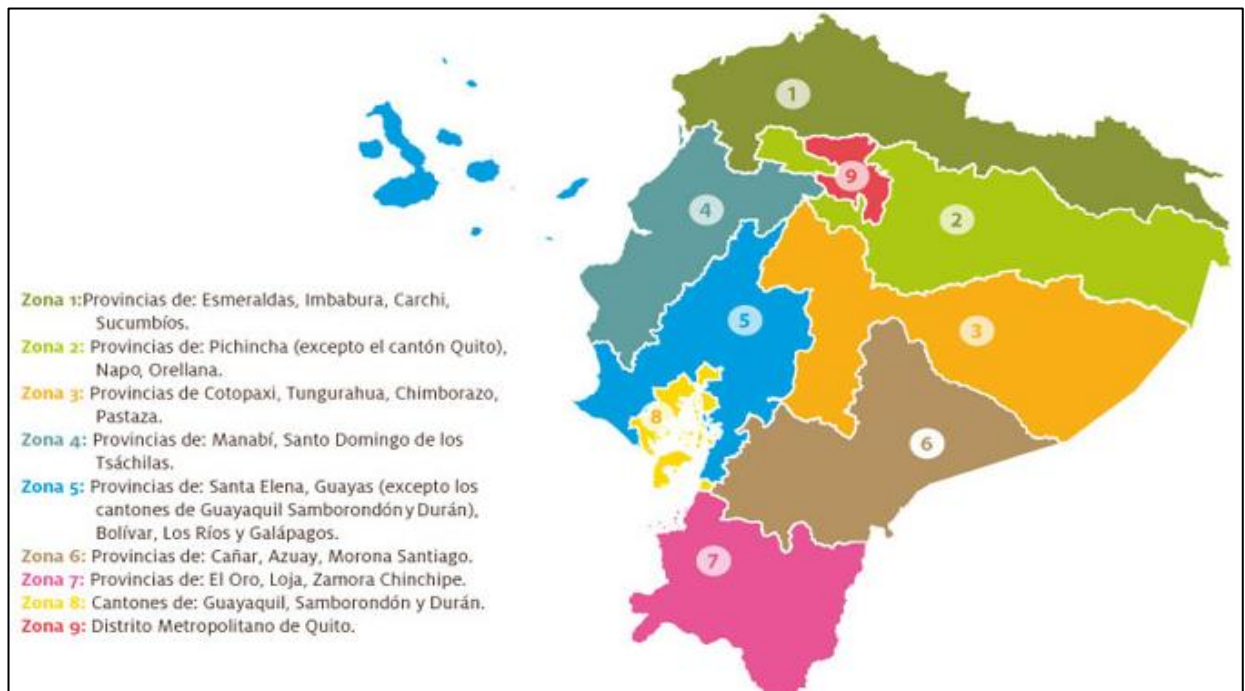 1
9
2
4
Zona 1:Provincias de: Esmeraldas, Imbabura, Carchi,
Sucumbíos.
5
Zona 2: Provincias de: Pichincha (excepto el cantón Quito),
Napo, Orellana.
3
Zona 3: Provincias de Cotopaxi, Tungurahua, Chimborazo,
Pastaza.
8
Zona 4: Provincias de: Manabí, Santo Domingo de los
Tsáchilas.
6
Zona 5: Provincias de: Santa Elena, Guayas (excepto los
cantones de Guayaquil Samborondón y Durán),
Bolívar, Los Ríos y Galápagos.
Zona 6: Provincias de: Cañar, Azuay, Morona Santiago.
7
Zona 7: Provincias de: El Oro, Loja, Zamora Chinchipe.
Zona 8: Cantones de: Guayaquil, Samborondón y Durán.
Zona 9: Distrito Metropolitano de Quito.